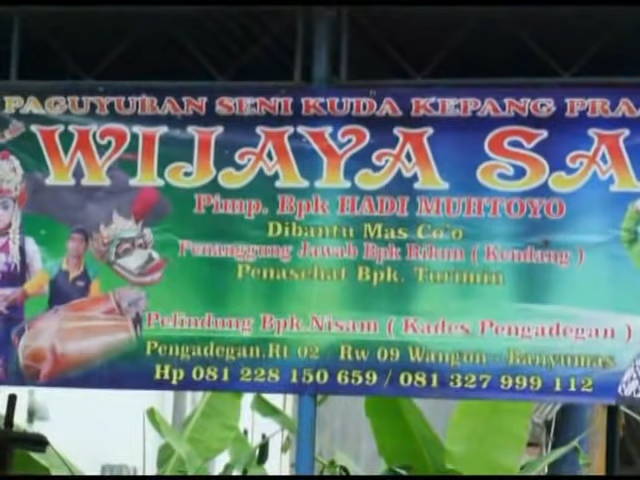 PAGUYUBAN SENI KUDA KEPANG PRA
WIJAYA SA
Pimp. Bpk HADI MUHTOYO
Dibantu Mas Co'o
Penanggung Jawab Bpk ( Kendang )
Penasehat Bpk. Turimin
Pelindung Bpk.Nisam ( Kades Pengadegan )
Pengadegan.Rt 02 Rw 09 Wangon - Banyumas
Hp 081 228 150 659 / 081 327 999 112